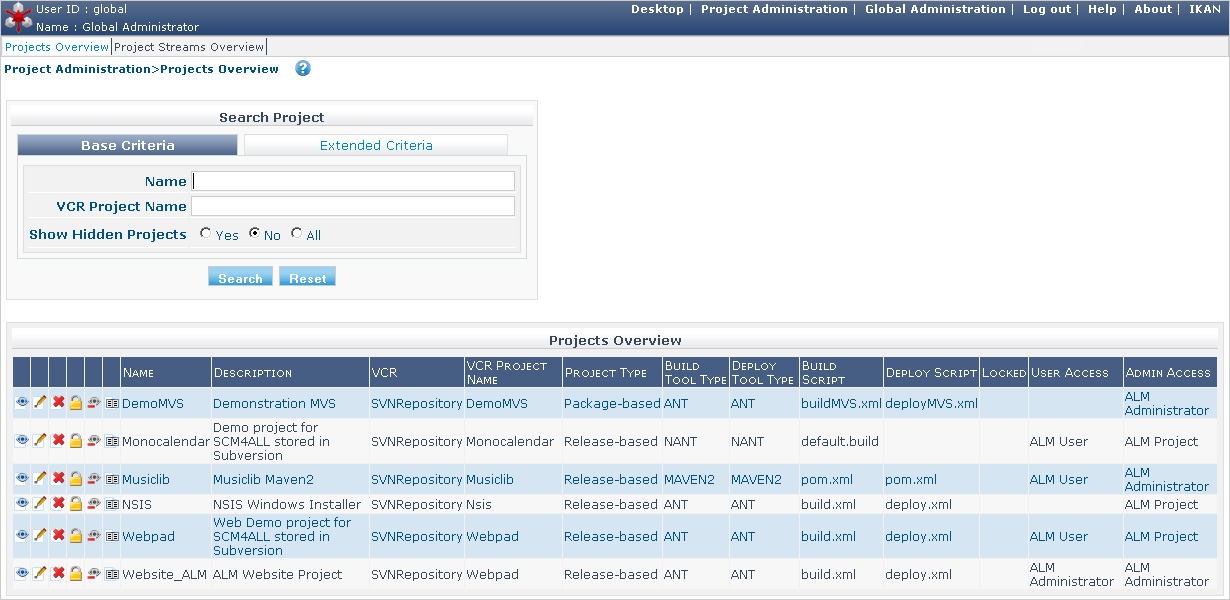 User ID : global
Name : Global Administrator
Desktop | Project Administration | Global Administration | Log out | Help | About | IKAN
Projects Overview | Project Streams Overview |
Project Administration>Projects Overview ?
Search Project
Base Criteria Extended Criteria
Name
VCR Project Name
Show Hidden Projects Yes No All
Search Reset
Projects Overview
NAME DESCRIPTION VCR VCR PROJECT NAME PROJECT TYPE BUILD TOOL TYPE DEPLOY TOOL TYPE BUILD SCRIPT DEPLOY SCRIPT LOCKED USER ACCESS ADMIN ACCESS
DemoMVS Demonstration MVS SVNRepository DemoMVS Package-based ANT ANT buildMVS.xml deployMVS.xml ALM Administrator
Monocalendar Demo project for SCM4ALL stored in Subversion SVNRepository Monocalendar Release-based NANT NANT default.build ALM User ALM Project
Musiclib Musiclib Maven2 SVNRepository Musiclib Release-based MAVEN2 MAVEN2 pom.xml pom.xml ALM User ALM Administrator
NSIS NSIS Windows Installer SVNRepository Nsis Release-based ANT ANT build.xml deploy.xml ALM Project
Webpad Web Demo project for SCM4ALL stored in Subversion SVNRepository Webpad Release-based ANT ANT build.xml deploy.xml ALM User ALM Project
Website_ALM ALM Website Project SVNRepository Webpad Release-based ANT ANT build.xml deploy.xml ALM Administrator ALM Administrator